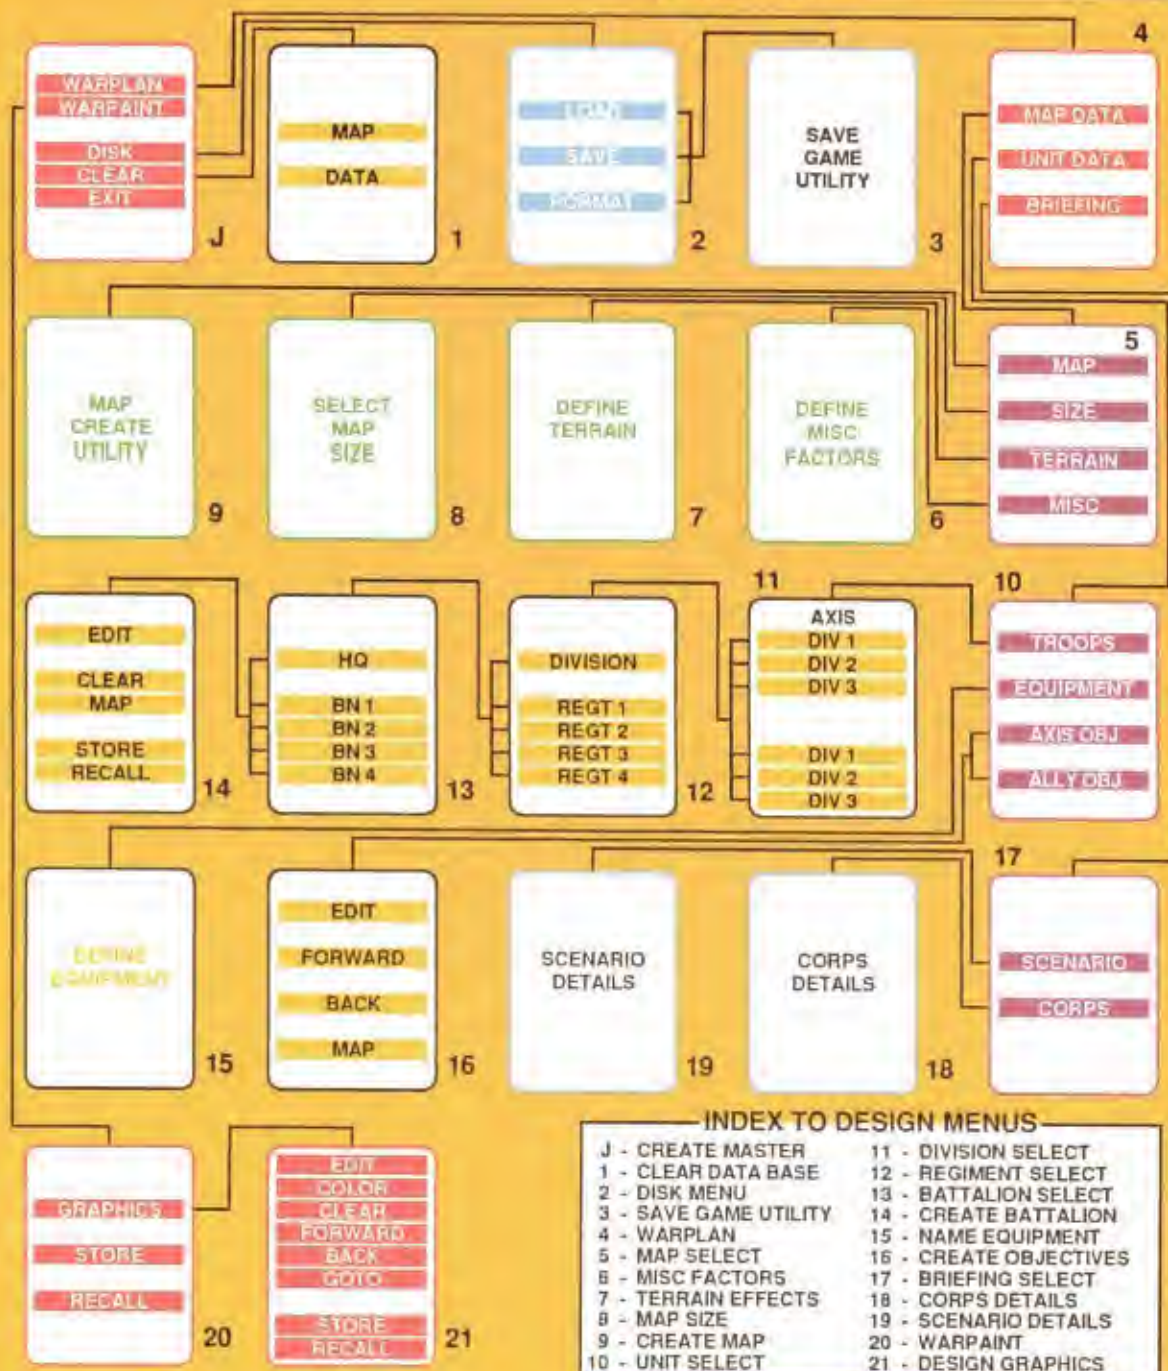 WARPLAN
WARPAINT
DISK
CLEAR
EXIT
J
MAP
DATA
1
LOAD
SAVE
FORMAT
2
SAVE
GAME
UTILITY
3
4
MAP DATA
UNIT DATA
BRIEFING
MAP
CREATE
UTILITY
9
SELECT
MAP
SIZE
8
DEFINE
TERRAIN
7
DEFINE
MISC
FACTORS
6
5
MAP
SIZE
TERRAIN
MISC
EDIT
CLEAR
MAP
STORE
RECALL
14
HQ
BN 1
BN 2
BN 3
BN 4
13
DIVISION
REGT 1
REGT 2
REGT 3
REGT 4
12
11
AXIS
DIV 1
DIV 2
DIV 3
DIV 1
DIV 2
DIV 3
10
TROOPS
EQUIPMENT
AXIS OBJ
ALLY OBJ
DEFINE
EQUIPMENT
15
EDIT
FORWARD
BACK
MAP
16
SCENARIO
DETAILS
19
CORPS
DETAILS
18
17
SCENARIO
CORPS
GRAPHICS
STORE
RECALL
20
EDIT
COLOR
CLEAR
FORWARD
BACK
GOTO
STORE
RECALL
21
INDEX TO DESIGN MENUS
J - CREATE MASTER
1 - CLEAR DATA BASE
2 - DISK MENU
3 - SAVE GAME UTILITY
4 - WARPLAN
5 - MAP SELECT
6 - MISC FACTORS
7 - TERRAIN EFFECTS
8 - MAP SIZE
9 - CREATE MAP
10 - UNIT SELECT
11 - DIVISION SELECT
12 - REGIMENT SELECT
13 - BATTALION SELECT
14 - CREATE BATTALION
15 - NAME EQUIPMENT
16 - CREATE OBJECTIVES
17 - BRIEFING SELECT
18 - CORPS DETAILS
19 - SCENARIO DETAILS
20 - WARPAINT
21 - DESIGN GRAPHICS